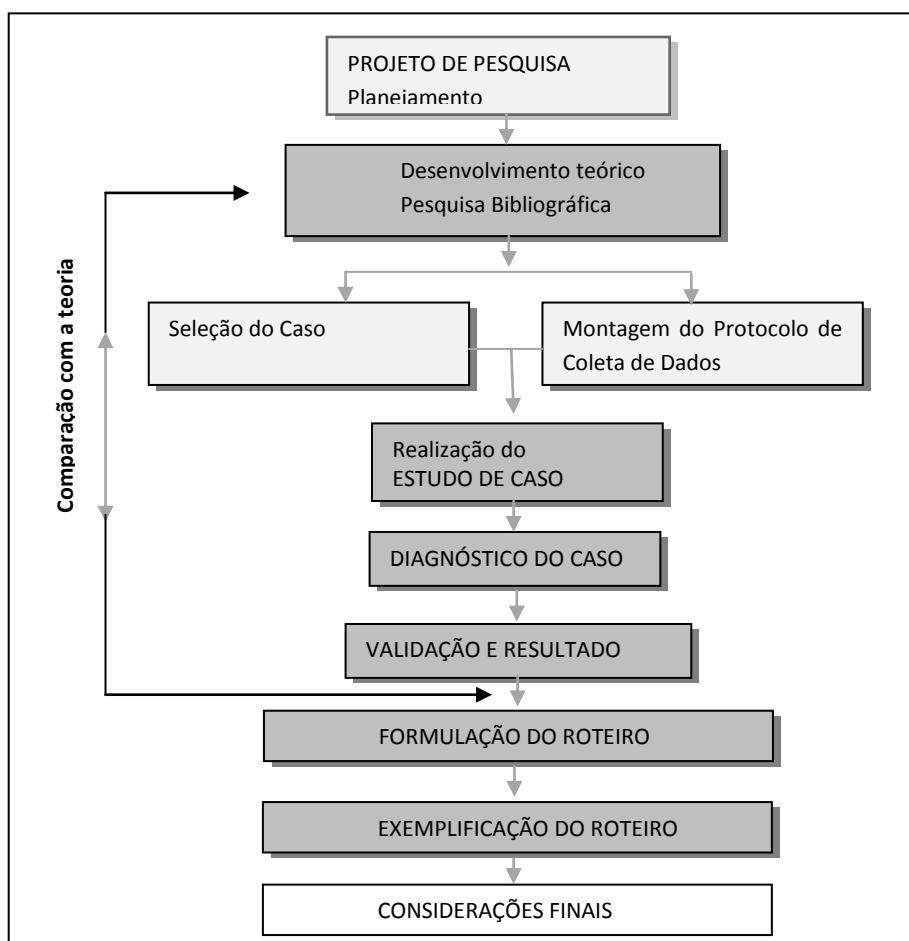 PROJETO DE PESQUISA
Planejamento
Desenvolvimento teórico
Pesquisa Bibliográfica
Comparação com a teoria
Seleção do Caso
Montagem do Protocolo de
Coleta de Dados
Realização do
ESTUDO DE CASO
DIAGNÓSTICO DO CASO
VALIDAÇÃO E RESULTADO
FORMULAÇÃO DO ROTEIRO
EXEMPLIFICAÇÃO DO ROTEIRO
CONSIDERAÇÕES FINAIS